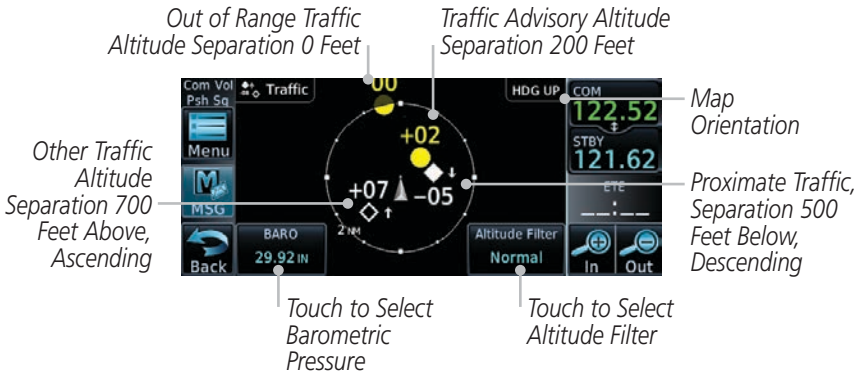 Out of Range Traffic
Altitude Separation 0 Feet
Traffic Advisory Altitude
Separation 200 Feet
Com Vol
Psh Sq
Traffic
00
HDG UP
COM
122.52
Map
Orientation
+02
STBY
121.62
Menu
Other Traffic
Altitude
Separation 700
Feet Above,
Ascending
MSG
+07
-05
ETE
__:__
Proximate Traffic,
Separation 500
Feet Below,
Descending
2 NM
BARO
29.92 IN
Altitude Filter
Normal
Back
In
Out
Touch to Select
Barometric
Pressure
Touch to Select
Altitude Filter